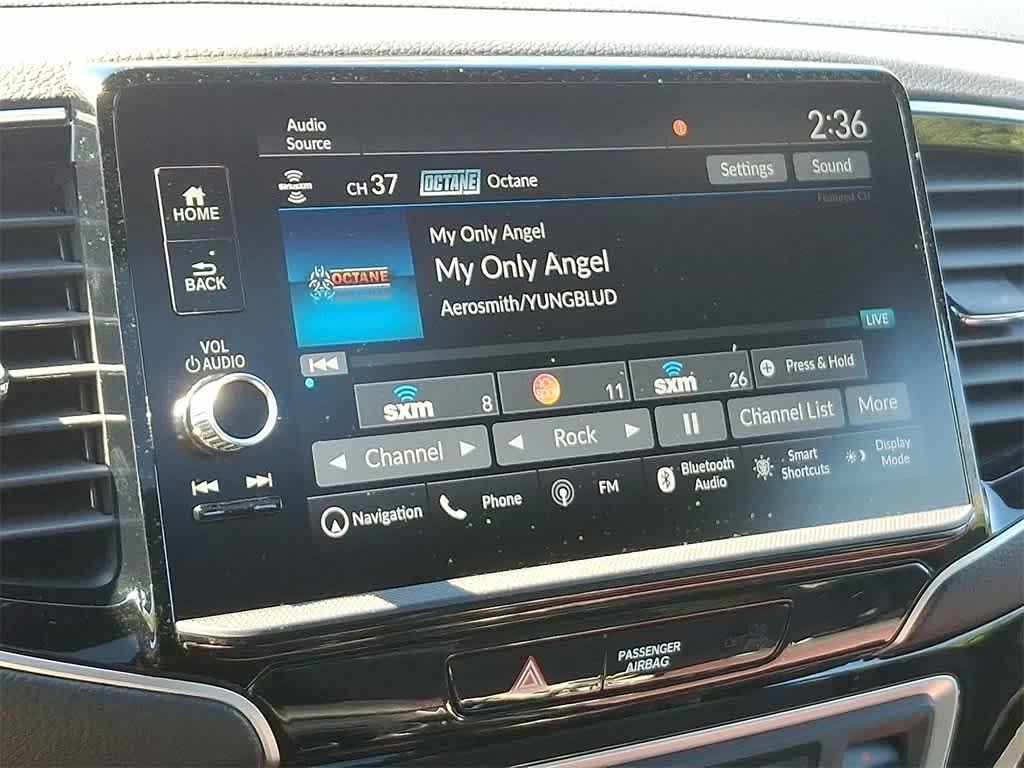 Audio
Source
2:36
HOME
BACK
VOL
AUDIO
SiriusXM
CH 37
OCTANE
Octane
Settings
Sound
OCTANE
My Only Angel
My Only Angel
Aerosmith/YUNGBLUD
LIVE
sxm 8
11
sxm 26
Press & Hold
Channel
Rock
Channel List
More
Navigation
Phone
FM
Bluetooth
Audio
Smart
Shortcuts
Display
Mode
PASSENGER
AIRBAG